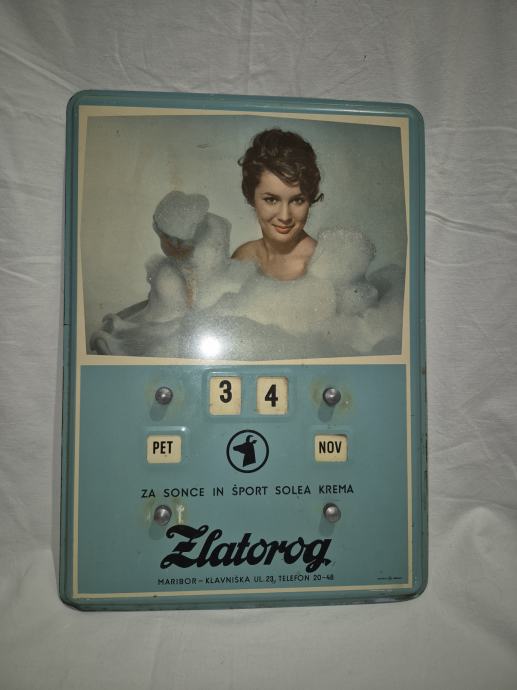 3 4
PET NOV
ZA SONCE IN ŠPORT SOLEA KREMA
Zlatorog
MARIBOR – KLAVNIŠKA UL. 23, TELEFON 20-48